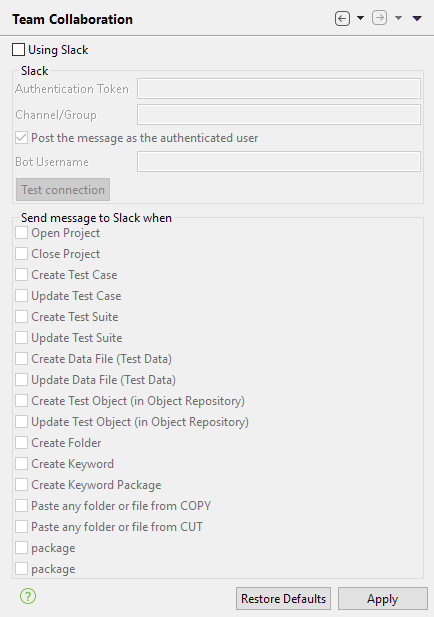 Team Collaboration
Using Slack
Slack
Authentication Token
Channel/Group
Post the message as the authenticated user
Bot Username
Test connection
Send message to Slack when
Open Project
Close Project
Create Test Case
Update Test Case
Create Test Suite
Update Test Suite
Create Data File (Test Data)
Update Data File (Test Data)
Create Test Object (in Object Repository)
Update Test Object (in Object Repository)
Create Folder
Create Keyword
Create Keyword Package
Paste any folder or file from COPY
Paste any folder or file from CUT
package
package
? Restore Defaults Apply